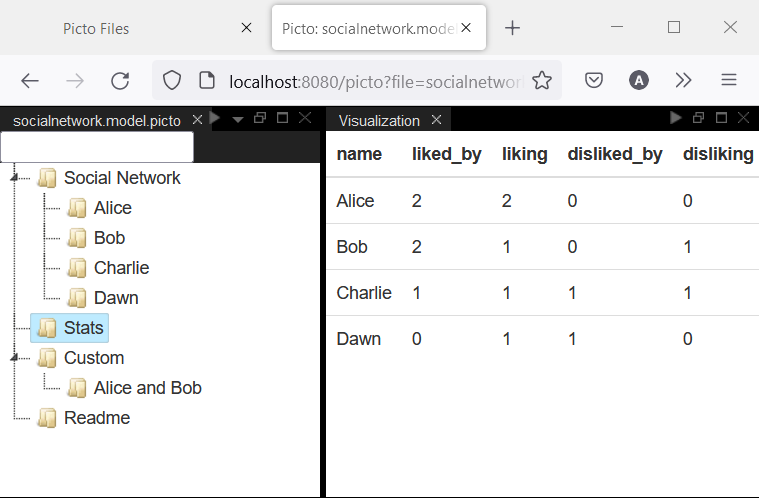 Picto Files
Picto: socialnetwork.mode
localhost:8080/picto?file=socialnetwor
A
socialnetwork.model.picto
Visualization
Social Network
Alice
Bob
Charlie
Dawn
Stats
Custom
Alice and Bob
Readme
name liked_by liking disliked_by disliking
Alice 2 2 0 0
Bob 2 1 0 1
Charlie 1 1 1 1
Dawn 0 1 1 0